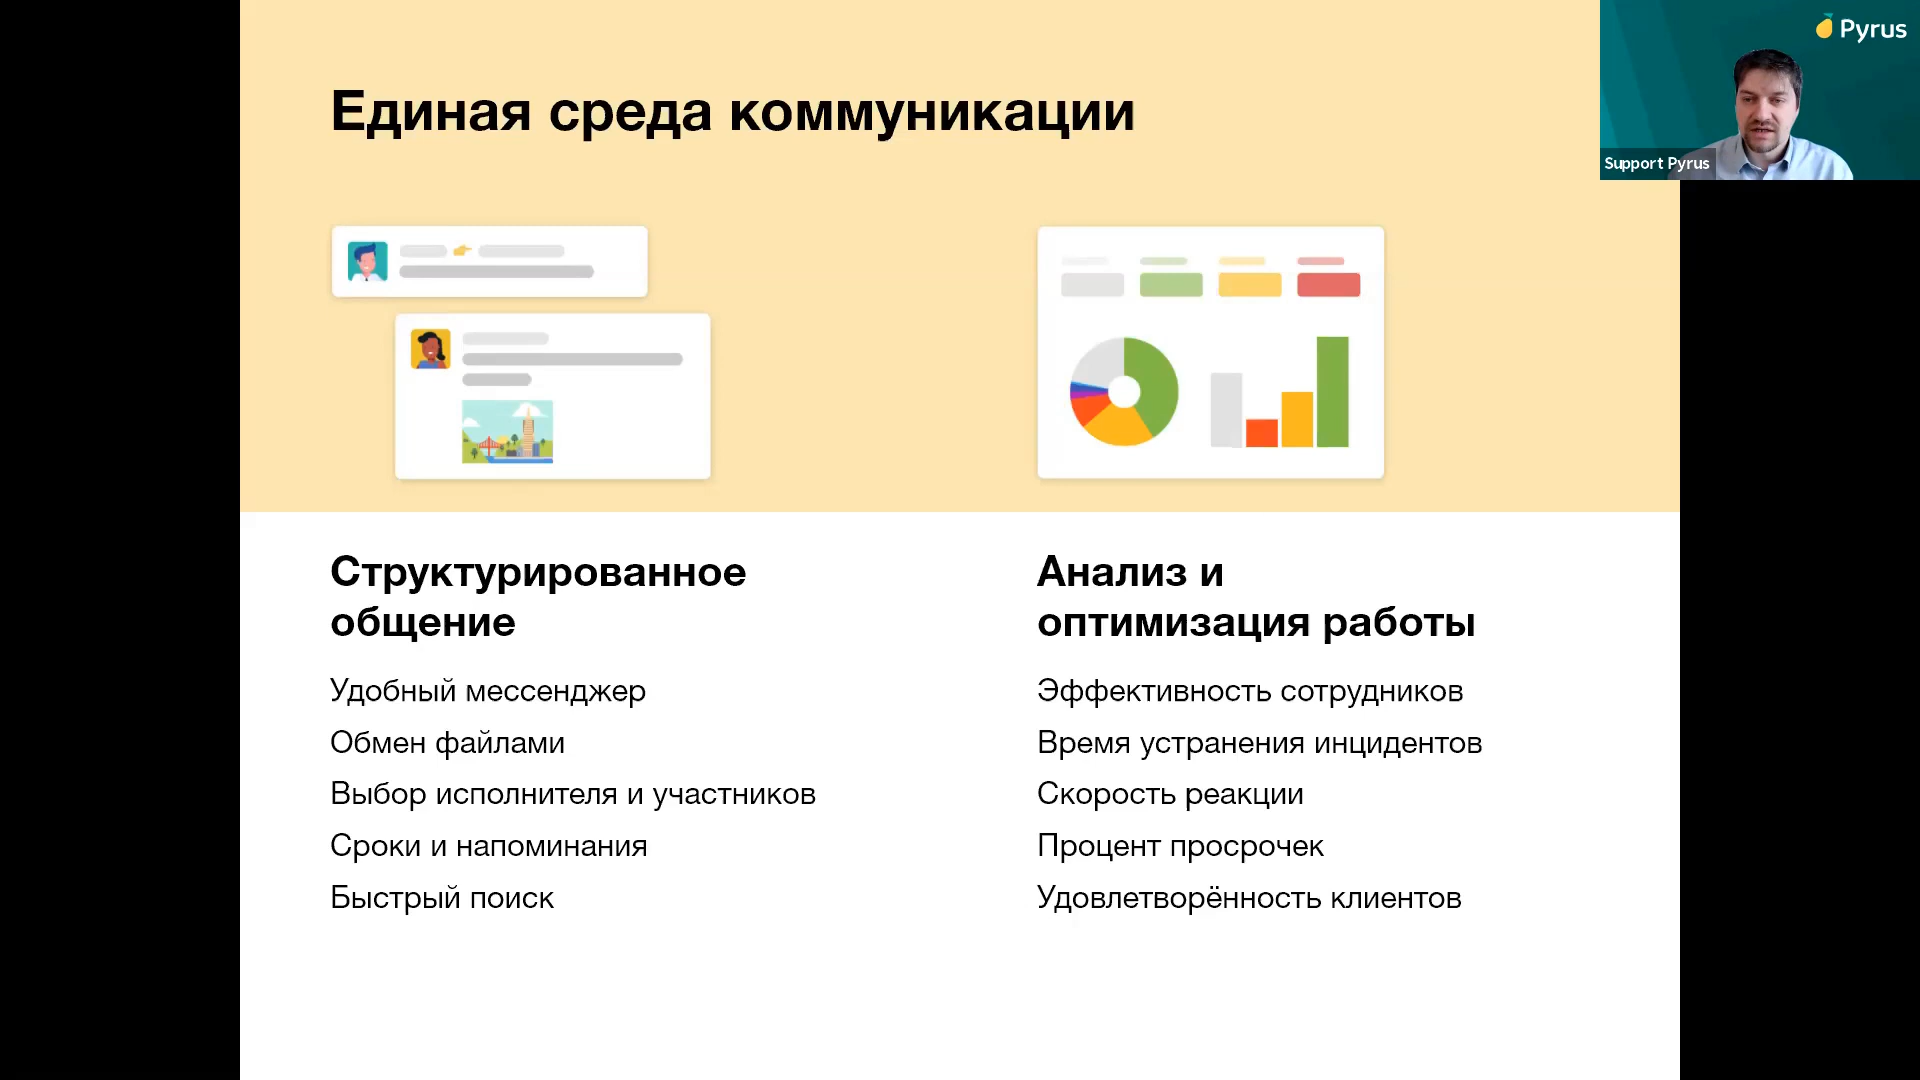 Единая среда коммуникации
Pyrus
Support Pyrus
Структурированное
общение
Удобный мессенджер
Обмен файлами
Выбор исполнителя и участников
Сроки и напоминания
Быстрый поиск
Анализ и
оптимизация работы
Эффективность сотрудников
Время устранения инцидентов
Скорость реакции
Процент просрочек
Удовлетворённость клиентов